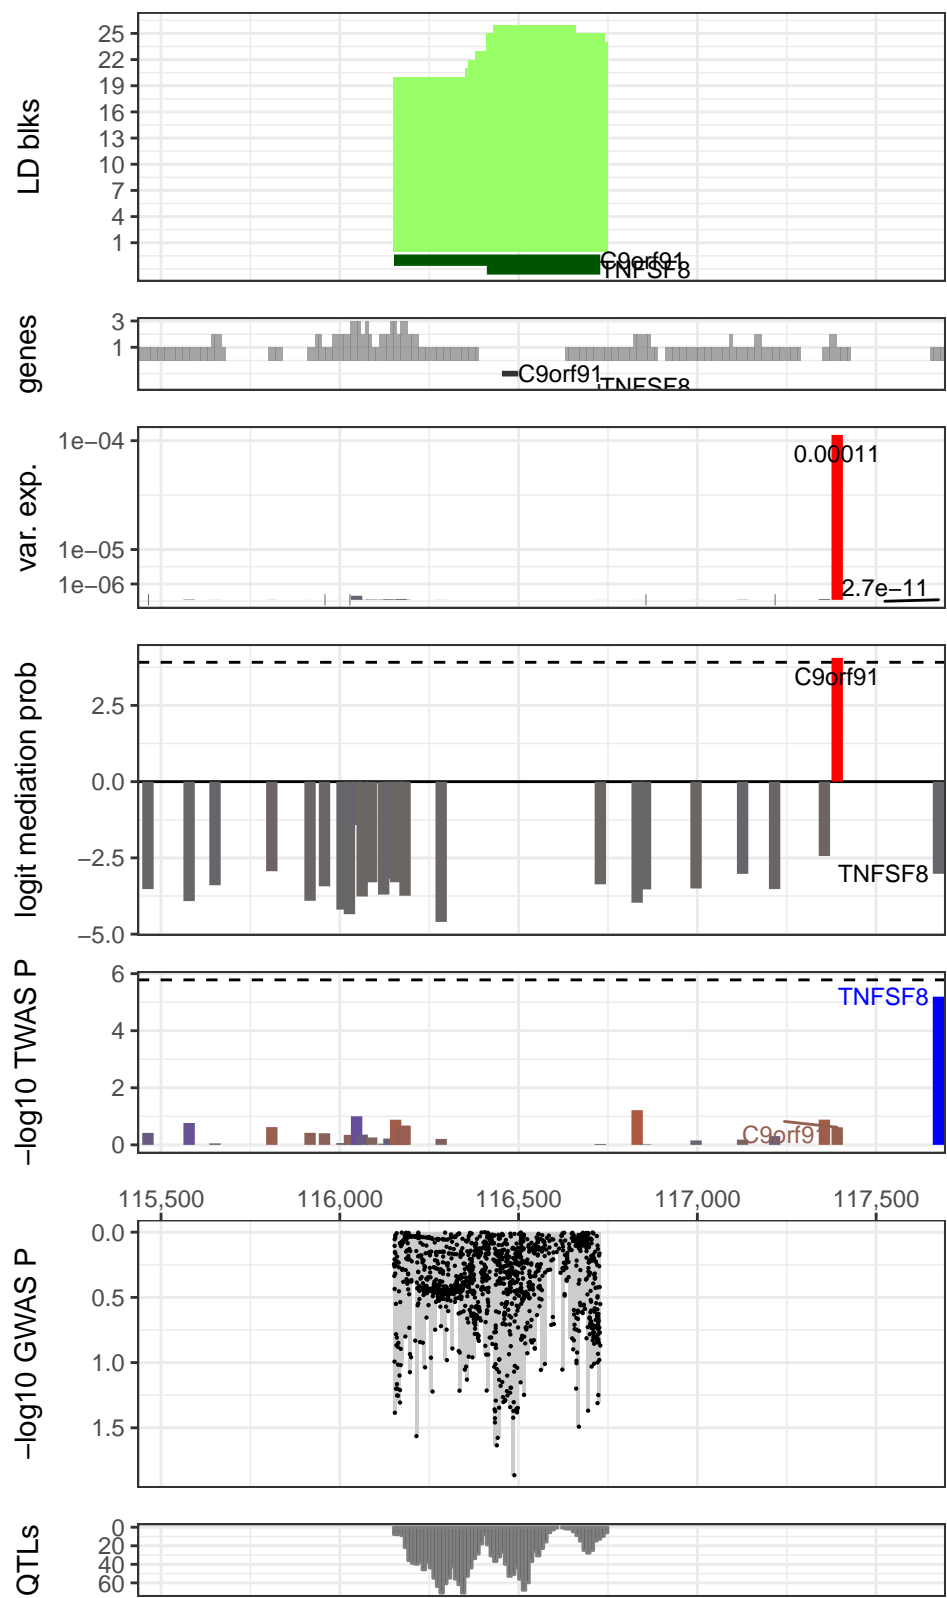 LD blks
25
22
19
16
13
10
7
4
1
C9orf91
TNFSF8
genes
3
1
C9orf91
TNFSF8
var. exp.
1e−04
1e−05
1e−06
0.00011
2.7e−11
logit mediation prob
2.5
0.0
−2.5
−5.0
C9orf91
TNFSF8
−log10 TWAS P
6
4
2
0
TNFSF8
C9orf91
115,500 116,000 116,500 117,000 117,500
−log10 GWAS P
0.0
0.5
1.0
1.5
QTLs
0
20
40
60